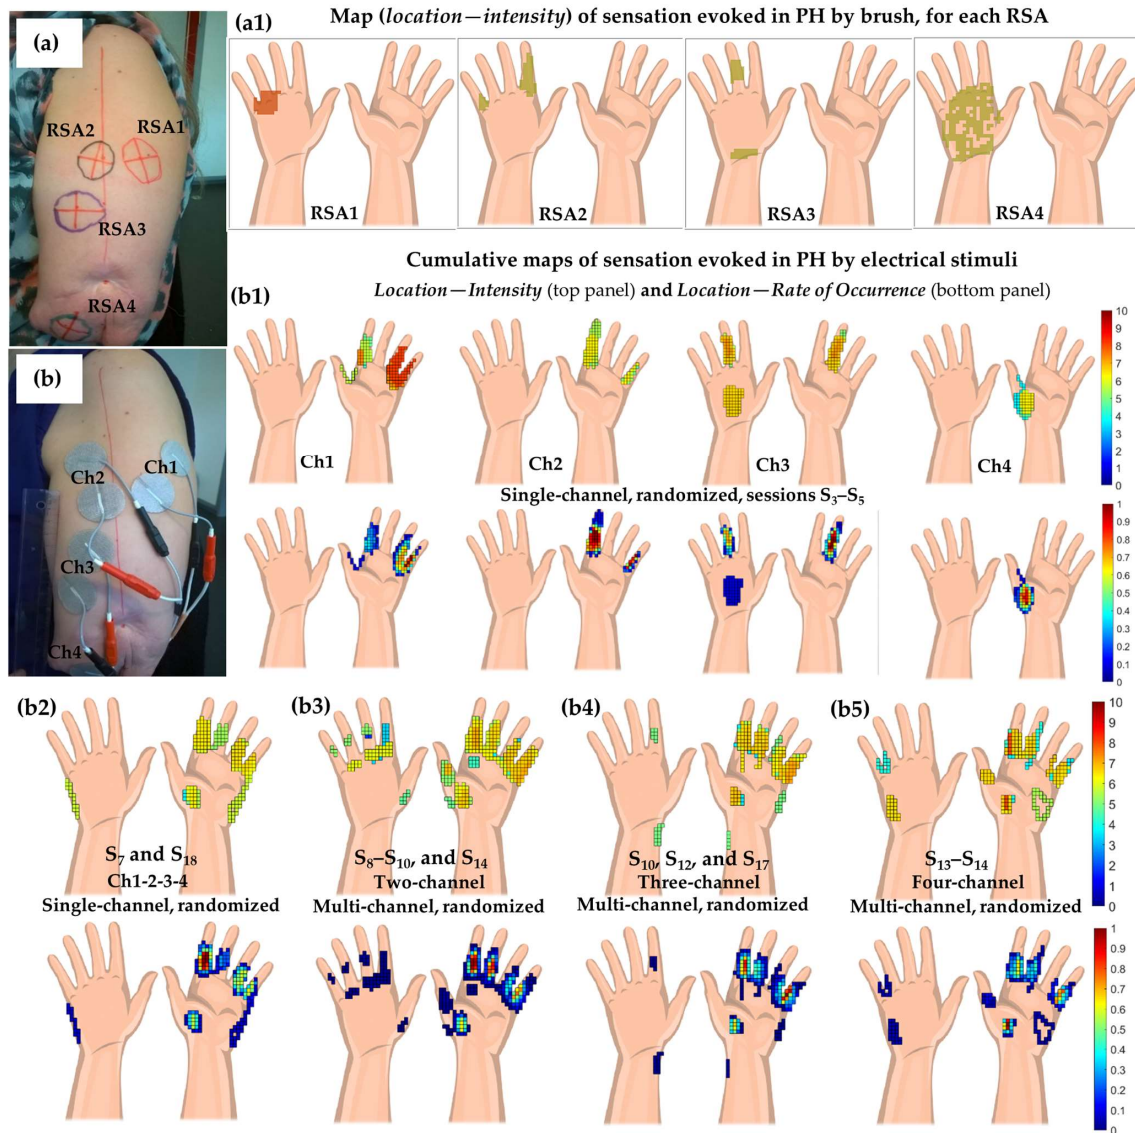 (a)
RSA2
RSA1
RSA3
RSA4
(a1)
Map (location—intensity) of sensation evoked in PH by brush, for each RSA
RSA1
RSA2
RSA3
RSA4
Cumulative maps of sensation evoked in PH by electrical stimuli
(b1)
Location—Intensity (top panel) and Location—Rate of Occurrence (bottom panel)
(b)
Ch1
Ch2
Ch3
Ch4
Ch1
Ch2
Ch3
Ch4
10
9
8
7
6
5
4
3
2
1
0
Single-channel, randomized, sessions S3–S5
1
0.9
0.8
0.7
0.6
0.5
0.4
0.3
0.2
0.1
0
(b2)
(b3)
(b4)
(b5)
S7 and S18
Ch1-2-3-4
Single-channel, randomized
S8–S10, and S14
Two-channel
Multi-channel, randomized
S10, S12, and S17
Three-channel
Multi-channel, randomized
S13–S14
Four-channel
Multi-channel, randomized
10
9
8
7
6
5
4
3
2
1
0
1
0.9
0.8
0.7
0.6
0.5
0.4
0.3
0.2
0.1
0